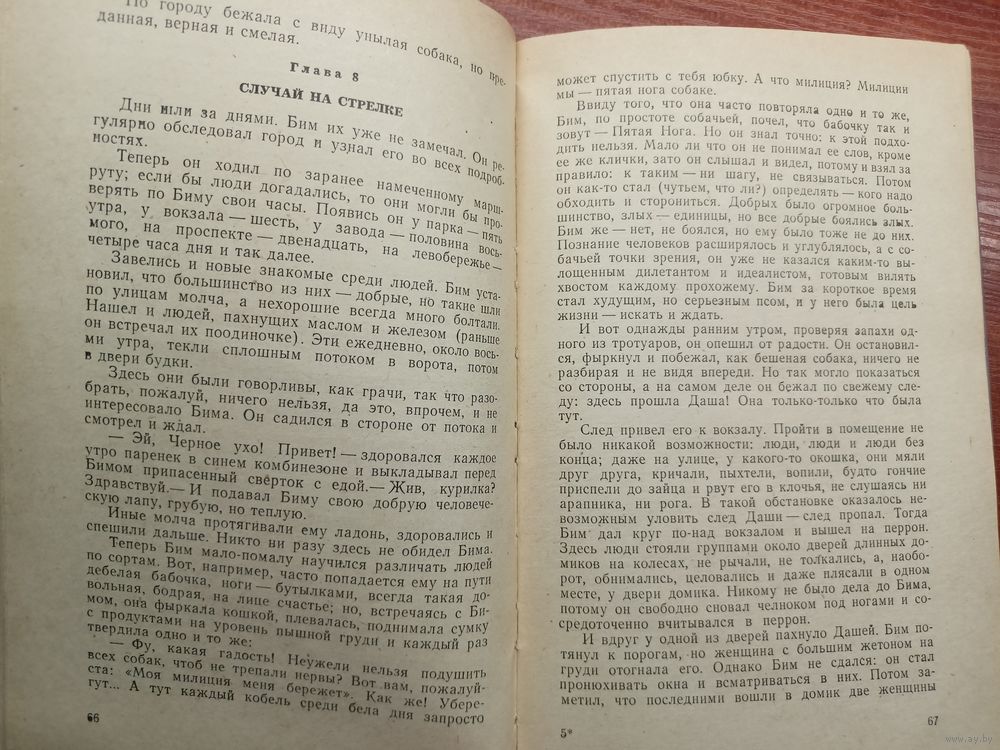 По городу бежала с виду унылая собака, но пре-
данная, верная и смелая.
Глава 8
СЛУЧАЙ НА СТРЕЛКЕ
Дни шли за днями. Бим их уже не замечал. Он ре-
гулярно обследовал город и узнал его во всех подроб-
ностях.
Теперь он ходил по заранее намеченному марш-
руту; если бы люди догадались, то они могли бы про-
верять по Биму свои часы. Появись он у парка — пять
утра, у вокзала — шесть, у завода — половина вось-
мого, на проспекте — двенадцать, на левобережье —
четыре часа дня и так далее.
Завелись и новые знакомые среди людей. Бим уста-
новил, что большинство из них — добрые, но такие шли
по улицам молча, а нехорошие всегда много болтали.
Нашел и людей, пахнущих маслом и железом (раньше
он встречал их поодиночке). Эти ежедневно, около вось-
ми утра, текли сплошным потоком в ворота, потом
в двери будки.
Здесь они были говорливы, как грачи, так что разо-
брать, пожалуй, ничего нельзя, да это, впрочем, и не
интересовало Бима. Он садился в стороне от потока и
смотрел и ждал.
— Эй, Черное ухо! Привет! — здоровался каждое
утро паренек в синем комбинезоне и выкладывал перед
Бимом припасенный свёрток с едой.— Жив, курилка?
Здравствуй.— И подавал Биму свою добрую человече-
скую лапу, грубую, но теплую.
Иные молча протягивали ему ладонь, здоровались и
спешили дальше. Никто ни разу здесь не обидел Бима.
Теперь Бим мало-помалу научился различать людей
по сортам. Вот, например, часто попадается ему на пути
дебелая бабочка, ноги — бутылками, всегда такая до-
вольная, бодрая, на лице счастье; но, встречаясь с Би-
мом, она фыркала кошкой, плевалась, поднимала сумку
с продуктами на уровень пышной груди и каждый раз
твердила одно и то же:
— Фу, какая гадость! Неужели нельзя подушить
всех собак, чтоб не трепали нервы? Вот вам, пожалуй-
ста: «Моя милиция меня бережет». Как же! Убере-
гут... А тут каждый кобель среди бела дня запросто
66
может спустить с тебя юбку. А что милиция? Милиции
мы — пятая нога собаке.
Ввиду того, что она часто повторяла одно и то же,
Бим, по простоте собачьей, почел, что бабочку так и
зовут — Пятая Нога. Но он знал точно: к этой подхо-
дить нельзя. Мало ли что он не понимал ее слов, кроме
ее же клички, зато он слышал и видел, потому и взял за
правило: к таким — ни шагу, не связываться. Потом
он как-то стал (чутьем, что ли?) определять — кого надо
обходить и сторониться. Добрых было огромное боль-
шинство, злых — единицы, но все добрые боялись злых.
Бим же — нет, не боялся, но ему было тоже не до них.
Познание человеков расширялось и углублялось, а с со-
бачьей точки зрения, он уже не казался каким-то вы-
лощенным дилетантом и идеалистом, готовым вилять
хвостом каждому прохожему. Бим за короткое время
стал худущим, но серьезным псом, и у него была цель
жизни — искать и ждать.
И вот однажды ранним утром, проверяя запахи од-
ного из тротуаров, он опешил от радости. Он остановил-
ся, фыркнул и побежал, как бешеная собака, ничего не
разбирая и не видя впереди. Но так могло показаться
со стороны, а на самом деле он бежал по свежему сле-
ду: здесь прошла Даша! Она только-только что была
тут.
След привел его к вокзалу. Пройти в помещение не
было никакой возможности: люди, люди и люди без
конца; даже на улице, у какого-то окошка, они мяли
друг друга, кричали, пыхтели, вопили, будто гончие
приспели до зайца и рвут его в клочья, не слушаясь ни
арапника, ни рога. В такой обстановке оказалось не-
возможным уловить след Даши — след пропал. Тогда
Бим дал круг по-над вокзалом и вышел на перрон.
Здесь люди стояли группами около дверей длинных до-
миков на колесах, не рычали, не толкались, а, наобо-
рот, обнимались, целовались и даже плясали в одном
месте, у двери домика. Никому не было дела до Бима,
потому он свободно сновал челноком под ногами и со-
средоточенно вчитывался в перрон.
И вдруг у одной из дверей пахнуло Дашей. Бим по-
тянул к порогам, но женщина с большим жетоном на
груди отогнала его. Однако Бим не сдался: он стал
пронюхивать окна и всматриваться в них. Потом за-
метил, что последними вошли в домик две женщины
5*
67
www.ay.by